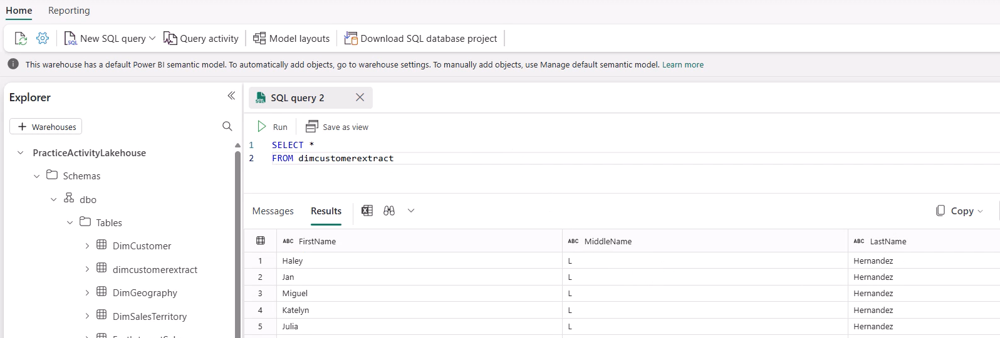 Home Reporting
New SQL query Query activity Model layouts Download SQL database project
This warehouse has a default Power BI semantic model. To automatically add objects, go to warehouse settings. To manually add objects, use Manage default semantic model. Learn more
Explorer
+ Warehouses
PracticeActivityLakehouse
Schemas
dbo
Tables
DimCustomer
dimcustomerextract
DimGeography
DimSalesTerritory
SQL query 2
Run Save as view
1 SELECT *
2 FROM dimcustomerextract
Messages Results Copy
ABC FirstName ABC MiddleName ABC LastName
1 Haley L Hernandez
2 Jan L Hernandez
3 Miguel L Hernandez
4 Katelyn L Hernandez
5 Julia L Hernandez